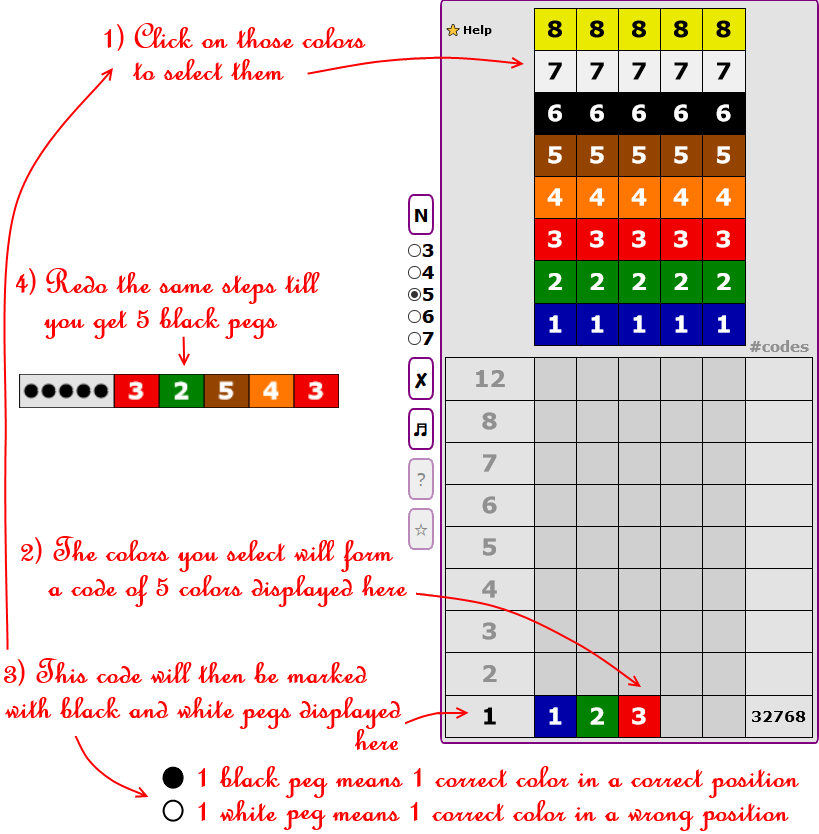 1) Click on those colors
to select them
Help
8 8 8 8 8
7 7 7 7 7
6 6 6 6 6
5 5 5 5 5
4 4 4 4 4
3 3 3 3 3
2 2 2 2 2
1 1 1 1 1
N
3
4
5
6
7
✗
♬
?
☆
#codes
12
8
7
6
5
4
3
2
1 1 2 3 32768
4) Redo the same steps till
you get 5 black pegs
3 2 5 4 3
2) The colors you select will form
a code of 5 colors displayed here
3) This code will then be marked
with black and white pegs displayed
here
1 black peg means 1 correct color in a correct position
1 white peg means 1 correct color in a wrong position